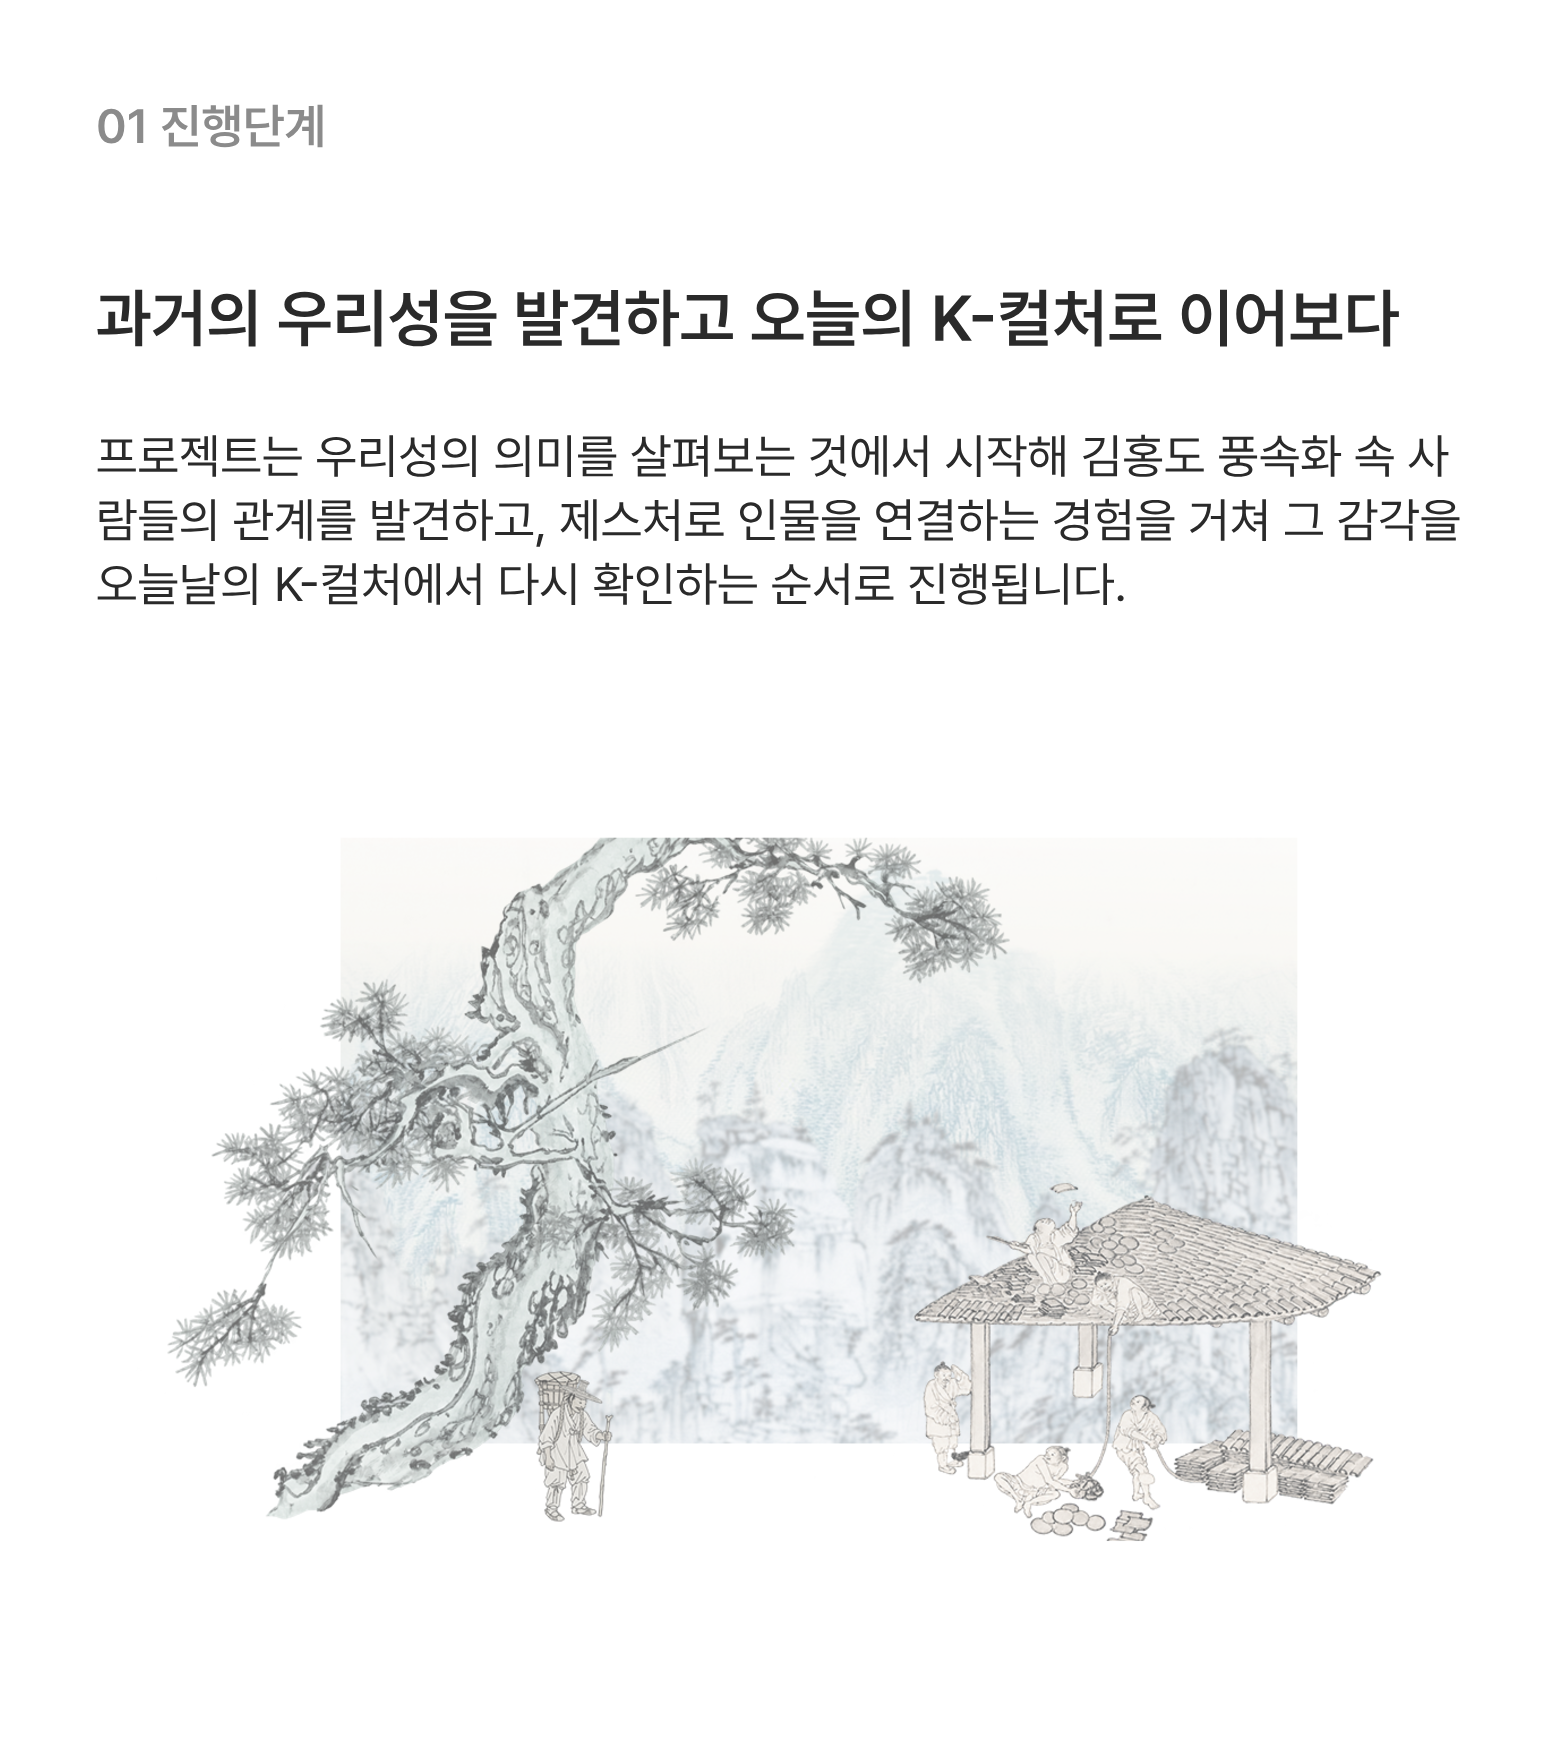 01 진행단계
과거의 우리성을 발견하고 오늘의 K-컬처로 이어보다
프로젝트는 우리성의 의미를 살펴보는 것에서 시작해 김홍도 풍속화 속 사
람들의 관계를 발견하고, 제스처로 인물을 연결하는 경험을 거쳐 그 감각을
오늘날의 K-컬처에서 다시 확인하는 순서로 진행됩니다.